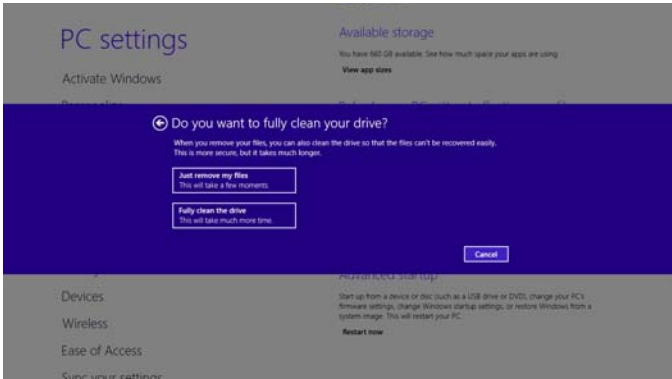 PC settings
Activate Windows
Available storage
You have 680 GB available. See how much space your apps are using
View app sizes
Do you want to fully clean your drive?
When you remove your files, you can also clean the drive so that the files can't be recovered easily.
This is more secure, but it takes much longer.
Just remove my files
This will take a few moments.
Fully clean the drive
This will take much more time.
Cancel
Devices
Wireless
Ease of Access
Sync your settings
Advanced startup
Start up from a device or disc (such as a USB drive or DVD), change your PC's
firmware settings, change Windows startup settings, or restore Windows from a
system image. This will restart your PC.
Restart now